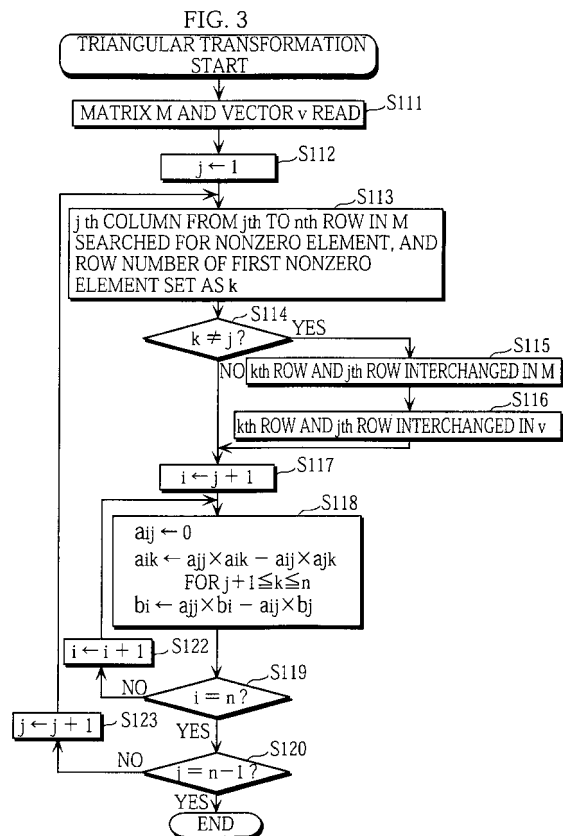 FIG. 3
TRIANGULAR TRANSFORMATION
START
S111
MATRIX M AND VECTOR v READ
S112
j ← 1
S113
j th COLUMN FROM jth TO nth ROW IN M
SEARCHED FOR NONZERO ELEMENT, AND
ROW NUMBER OF FIRST NONZERO
ELEMENT SET AS k
S114
k ≠ j ?
YES
NO
S115
kth ROW AND jth ROW INTERCHANGED IN M
S116
kth ROW AND jth ROW INTERCHANGED IN v
S117
i ← j + 1
S118
aij ← 0
aik ← ajj × aik − aij × ajk
FOR j + 1 ≦ k ≦ n
bi ← ajj × bi − aij × bj
i ← i + 1
S122
S119
i = n ?
NO
YES
j ← j + 1
S123
S120
j = n − 1 ?
NO
YES
END